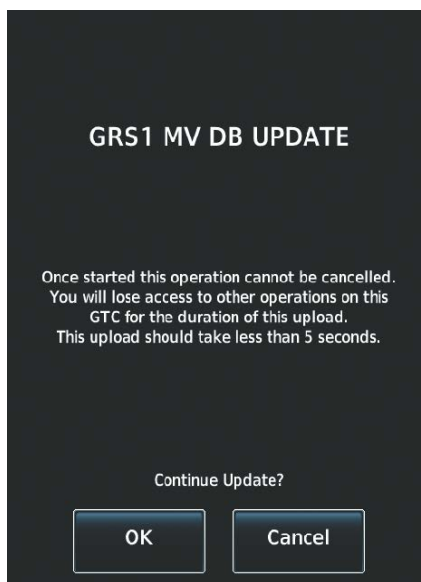 GRS1 MV DB UPDATE
Once started this operation cannot be cancelled.
You will lose access to other operations on this
GTC for the duration of this upload.
This upload should take less than 5 seconds.
Continue Update?
OK
Cancel